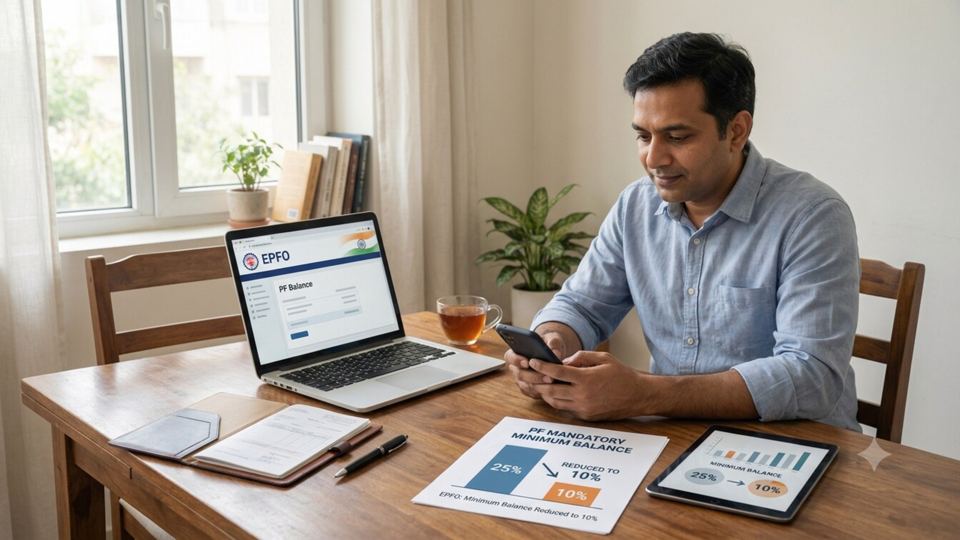 EPFO
PF Balance
PF MANDATORY
MINIMUM BALANCE
25%
REDUCED TO
10%
10%
EPFO: Minimum Balance Reduced to 10%
MINIMUM BALANCE
25%
10%